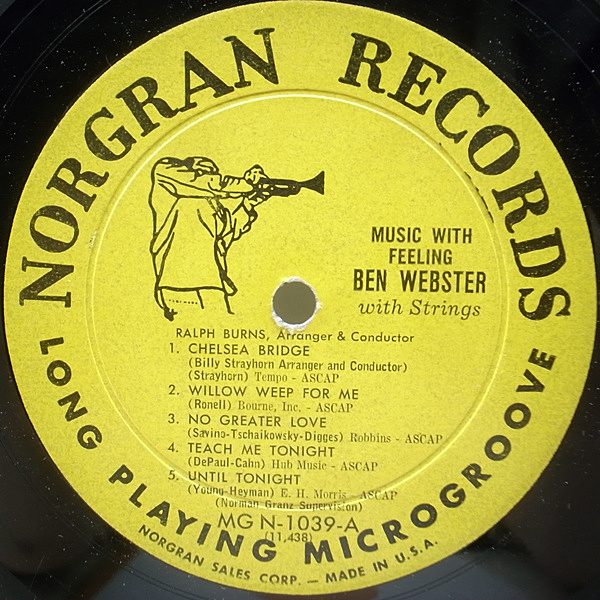 NORGRAN RECORDS
MUSIC WITH
FEELING
BEN WEBSTER
with Strings
RALPH BURNS, Arranger & Conductor
1. CHELSEA BRIDGE
(Billy Strayhorn Arranger and Conductor)
(Strayhorn) Tempo - ASCAP
2. WILLOW WEEP FOR ME
(Ronell) Bourne, Inc. - ASCAP
3. NO GREATER LOVE
(Savino-Tschaikowsky-Digges) Robbins - ASCAP
4. TEACH ME TONIGHT
(DePaul-Cahn) Hub Music - ASCAP
5. UNTIL TONIGHT
(Young-Heyman) E. H. Morris - ASCAP
(Norman Granz Supervision)
MG N-1039-A
(11,438)
LONG PLAYING MICROGROOVE
NORGRAN SALES CORP. — MADE IN U.S.A.